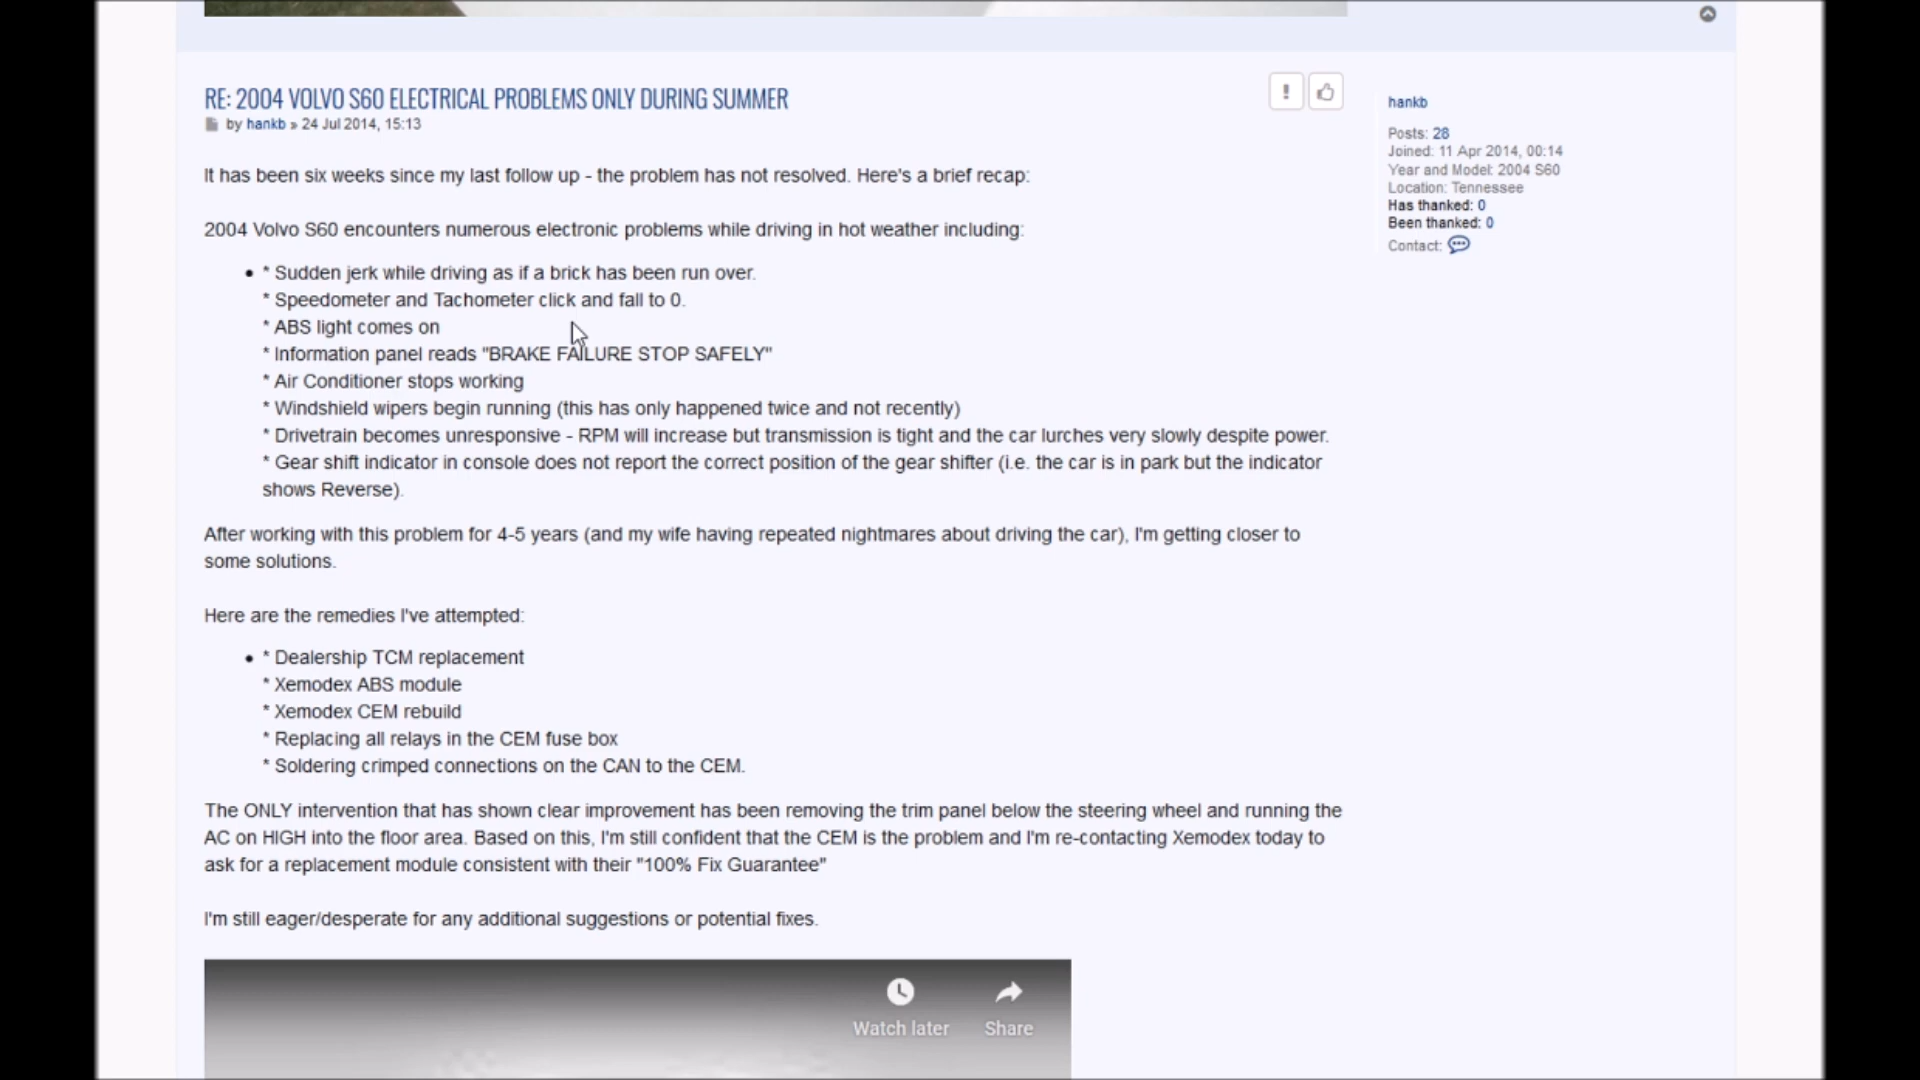 RE: 2004 VOLVO S60 ELECTRICAL PROBLEMS ONLY DURING SUMMER
by hankb » 24 Jul 2014, 15:13
It has been six weeks since my last follow up - the problem has not resolved. Here's a brief recap:
2004 Volvo S60 encounters numerous electronic problems while driving in hot weather including:
• * Sudden jerk while driving as if a brick has been run over.
* Speedometer and Tachometer click and fall to 0.
* ABS light comes on
* Information panel reads "BRAKE FAILURE STOP SAFELY"
* Air Conditioner stops working
* Windshield wipers begin running (this has only happened twice and not recently)
* Drivetrain becomes unresponsive - RPM will increase but transmission is tight and the car lurches very slowly despite power.
* Gear shift indicator in console does not report the correct position of the gear shifter (i.e. the car is in park but the indicator
shows Reverse).
After working with this problem for 4-5 years (and my wife having repeated nightmares about driving the car), I'm getting closer to
some solutions.
Here are the remedies I've attempted:
• * Dealership TCM replacement
* Xemodex ABS module
* Xemodex CEM rebuild
* Replacing all relays in the CEM fuse box
* Soldering crimped connections on the CAN to the CEM.
The ONLY intervention that has shown clear improvement has been removing the trim panel below the steering wheel and running the
AC on HIGH into the floor area. Based on this, I'm still confident that the CEM is the problem and I'm re-contacting Xemodex today to
ask for a replacement module consistent with their "100% Fix Guarantee"
I'm still eager/desperate for any additional suggestions or potential fixes.
Watch later
Share
hankb
Posts: 28
Joined: 11 Apr 2014, 00:14
Year and Model: 2004 S60
Location: Tennessee
Has thanked: 0
Been thanked: 0
Contact: